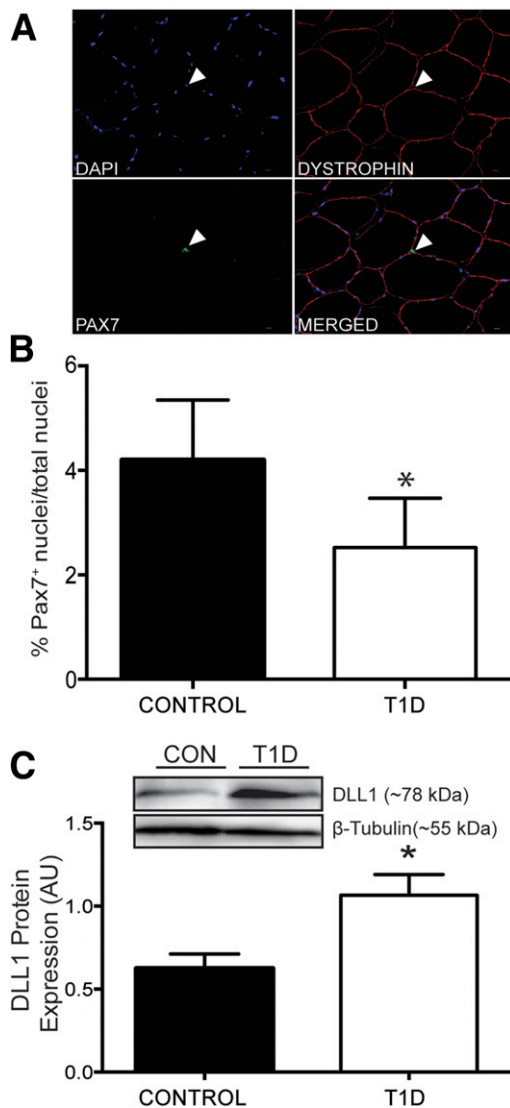 A
DAPI
DYSTROPHIN
PAX7
MERGED
B
% Pax7⁺ nuclei/total nuclei
6
4
2
0
*
CONTROL
T1D
C
CON
T1D
DLL1 (~78 kDa)
β-Tubulin(~55 kDa)
DLL1 Protein
Expression (AU)
1.5
1.0
0.5
0.0
*
CONTROL
T1D